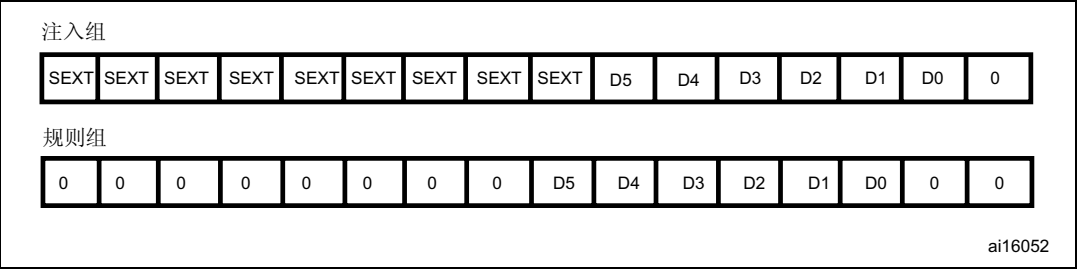 注入组
SEXT SEXT SEXT SEXT SEXT SEXT SEXT SEXT SEXT D5 D4 D3 D2 D1 D0 0
规则组
0 0 0 0 0 0 0 0 D5 D4 D3 D2 D1 D0 0 0
ai16052